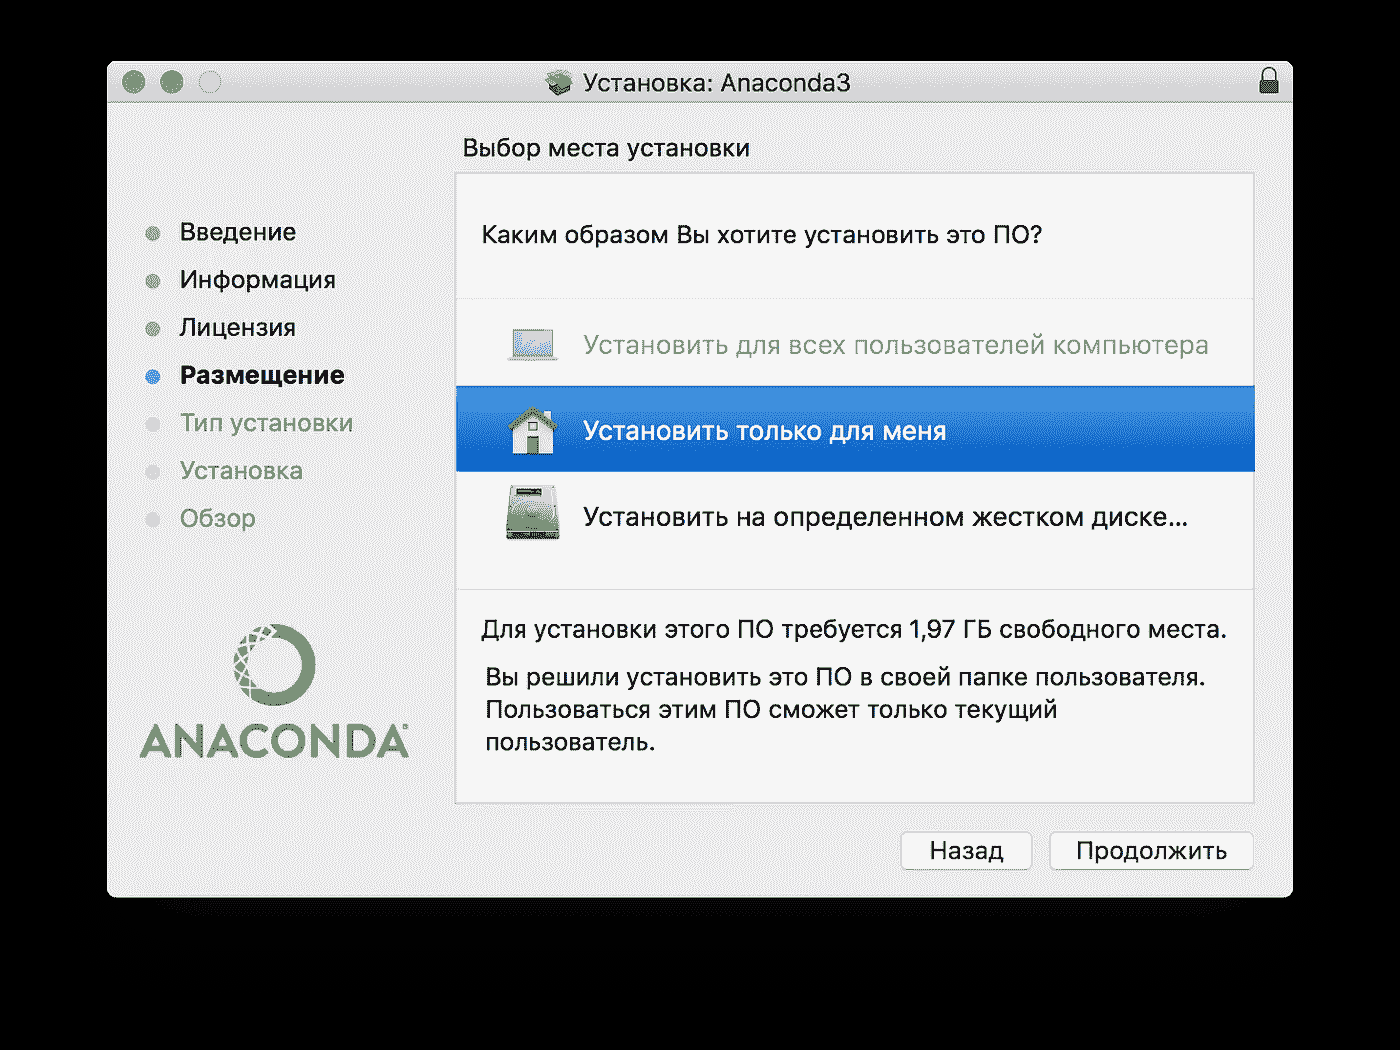 Установка: Anaconda3
Выбор места установки
Введение
Информация
Лицензия
Размещение
Тип установки
Установка
Обзор
ANACONDA®
Каким образом Вы хотите установить это ПО?
Установить для всех пользователей компьютера
Установить только для меня
Установить на определенном жестком диске...
Для установки этого ПО требуется 1,97 ГБ свободного места.
Вы решили установить это ПО в своей папке пользователя.
Пользоваться этим ПО сможет только текущий
пользователь.
Назад
Продолжить